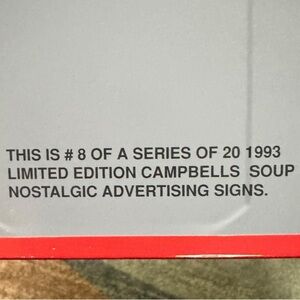 THIS IS # 8 OF A SERIES OF 20 1993
LIMITED EDITION CAMPBELLS SOUP
NOSTALGIC ADVERTISING SIGNS.